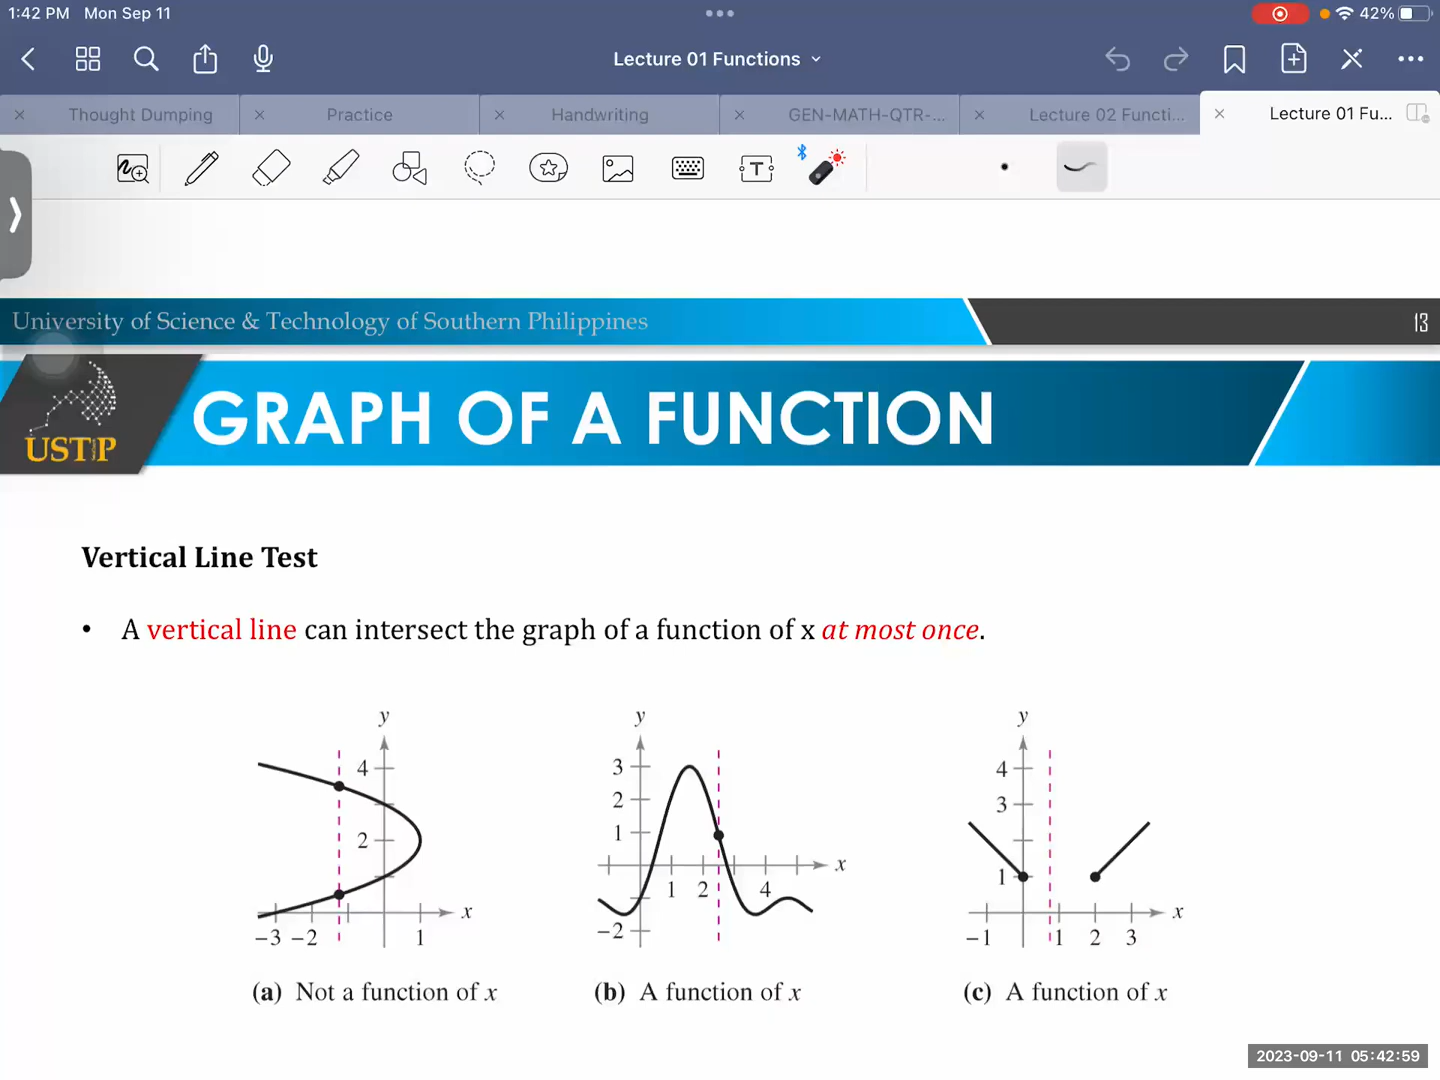 1:42 PM Mon Sep 11
42%
Lecture 01 Functions
Thought Dumping
Practice
Handwriting
GEN-MATH-QTR-...
Lecture 02 Functi...
Lecture 01 Fu...
T
University of Science & Technology of Southern Philippines
13
USTP
GRAPH OF A FUNCTION
Vertical Line Test
• A vertical line can intersect the graph of a function of x at most once.
y
4
2
x
−3 −2 1
(a) Not a function of x
y
3
2
1
x
1 2 4
−2
(b) A function of x
y
4
3
1
x
−1 1 2 3
(c) A function of x
2023-09-11 05:42:59